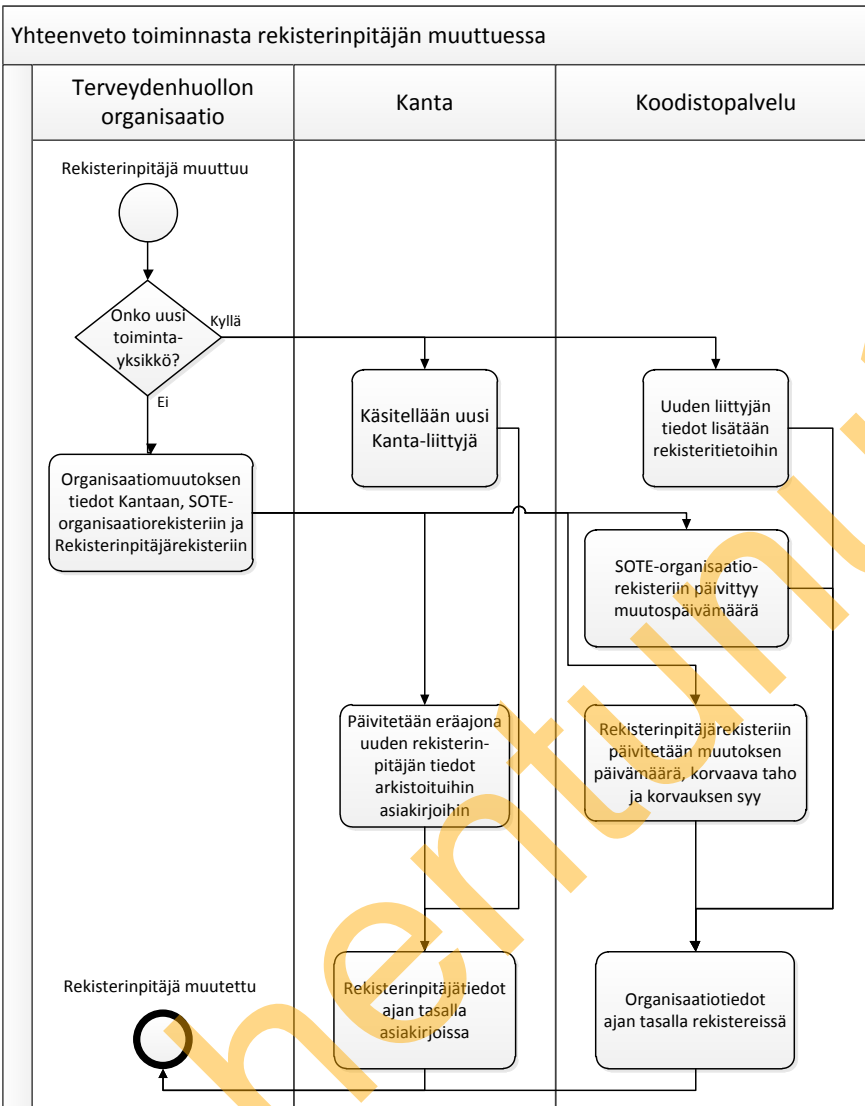 Yhteenveto toiminnasta rekisterinpitäjän muuttuessa
Terveydenhuollon
organisaatio
Kanta
Koodistopalvelu
Rekisterinpitäjä muuttuu
Onko uusi
toiminta-
yksikkö?
Kyllä
Ei
Käsitellään uusi
Kanta-liittyjä
Uuden liittyjän
tiedot lisätään
rekisteritietoihin
Organisaatiomuutoksen
tiedot Kantaan, SOTE-
organisaatiorekisteriin ja
Rekisterinpitäjärekisteriin
SOTE-organisaatio-
rekisteriin päivittyy
muutospäivämäärä
Päivitetään eräajona
uuden rekisterin-
pitäjän tiedot
arkistoituihin
asiakirjoihin
Rekisterinpitäjärekisteriin
päivitetään muutoksen
päivämäärä, korvaava taho
ja korvauksen syy
Rekisterinpitäjä muutettu
Rekisterinpitäjätiedot
ajan tasalla
asiakirjoissa
Organisaatiotiedot
ajan tasalla rekistereissä